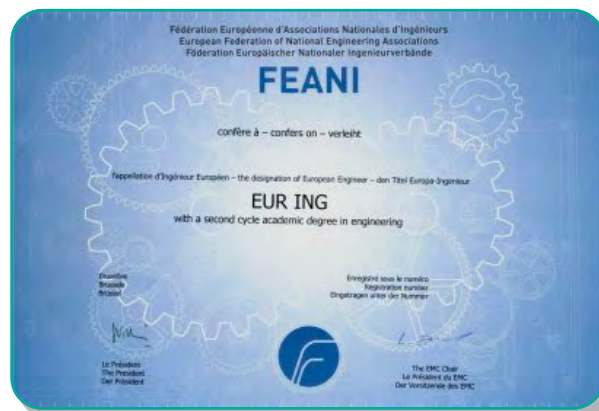 Fédération Européenne d'Associations Nationales d'Ingénieurs
European Federation of National Engineering Associations
Föderation Europäischer Nationaler Ingenieurverbände
FEANI
confère à – confers on – verleiht
l'appellation d'Ingénieur Européen – the designation of European Engineer – den Titel Europa-Ingenieur
EUR ING
with a second cycle academic degree in engineering
Bruxelles
Brussels
Brüssel
Enregistré sous le numéro
Registration number
Eingetragen unter der Nummer
Le Président
The President
Der Präsident
The EMC Chair
Le Président du EMC
Der Vorsitzende des EMC